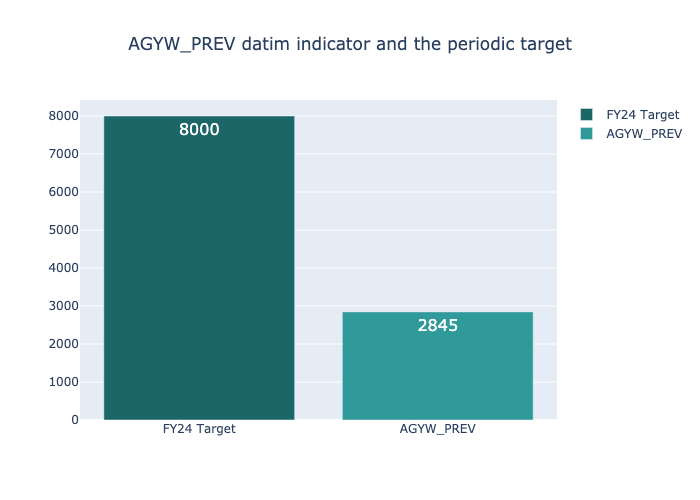 AGYW_PREV datim indicator and the periodic target
8000
7000
6000
5000
4000
3000
2000
1000
0
8000
2845
FY24 Target
AGYW_PREV
FY24 Target
AGYW_PREV